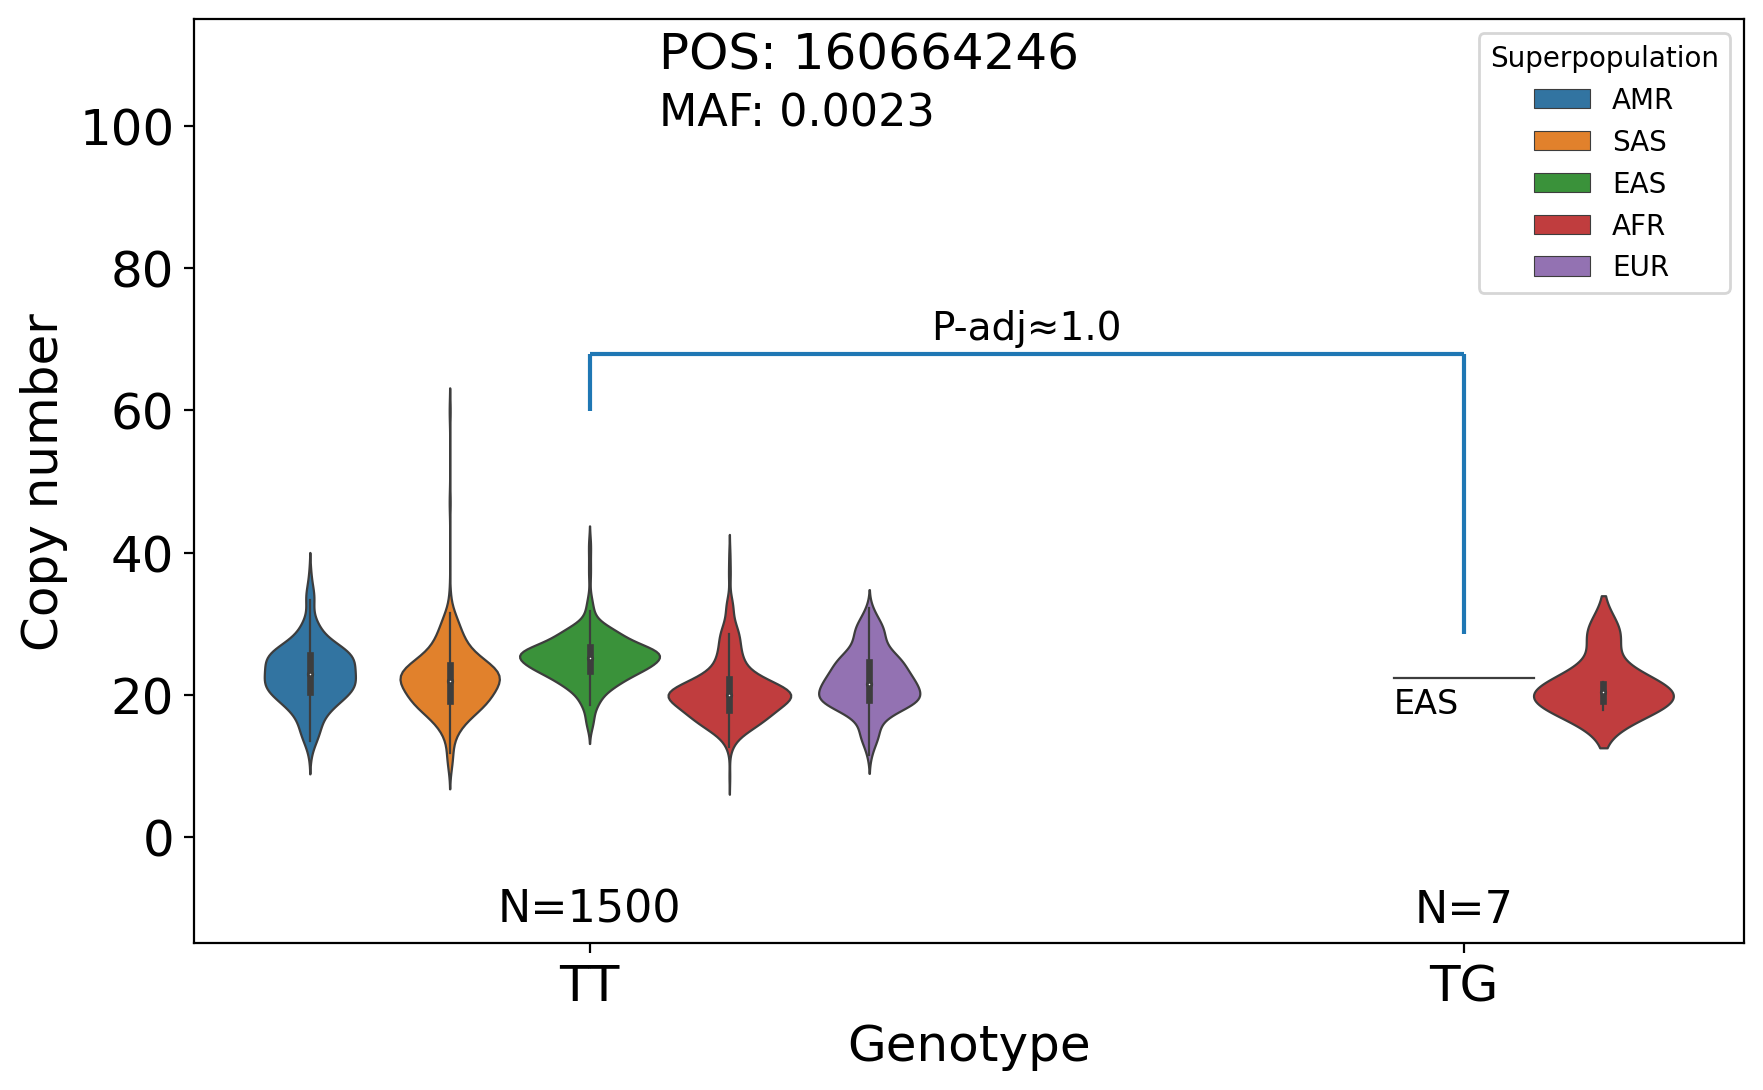 POS: 160664246
MAF: 0.0023
Superpopulation
AMR
SAS
EAS
AFR
EUR
P-adj≈1.0
Copy number
100
80
60
40
20
0
EAS
N=1500
N=7
TT
TG
Genotype